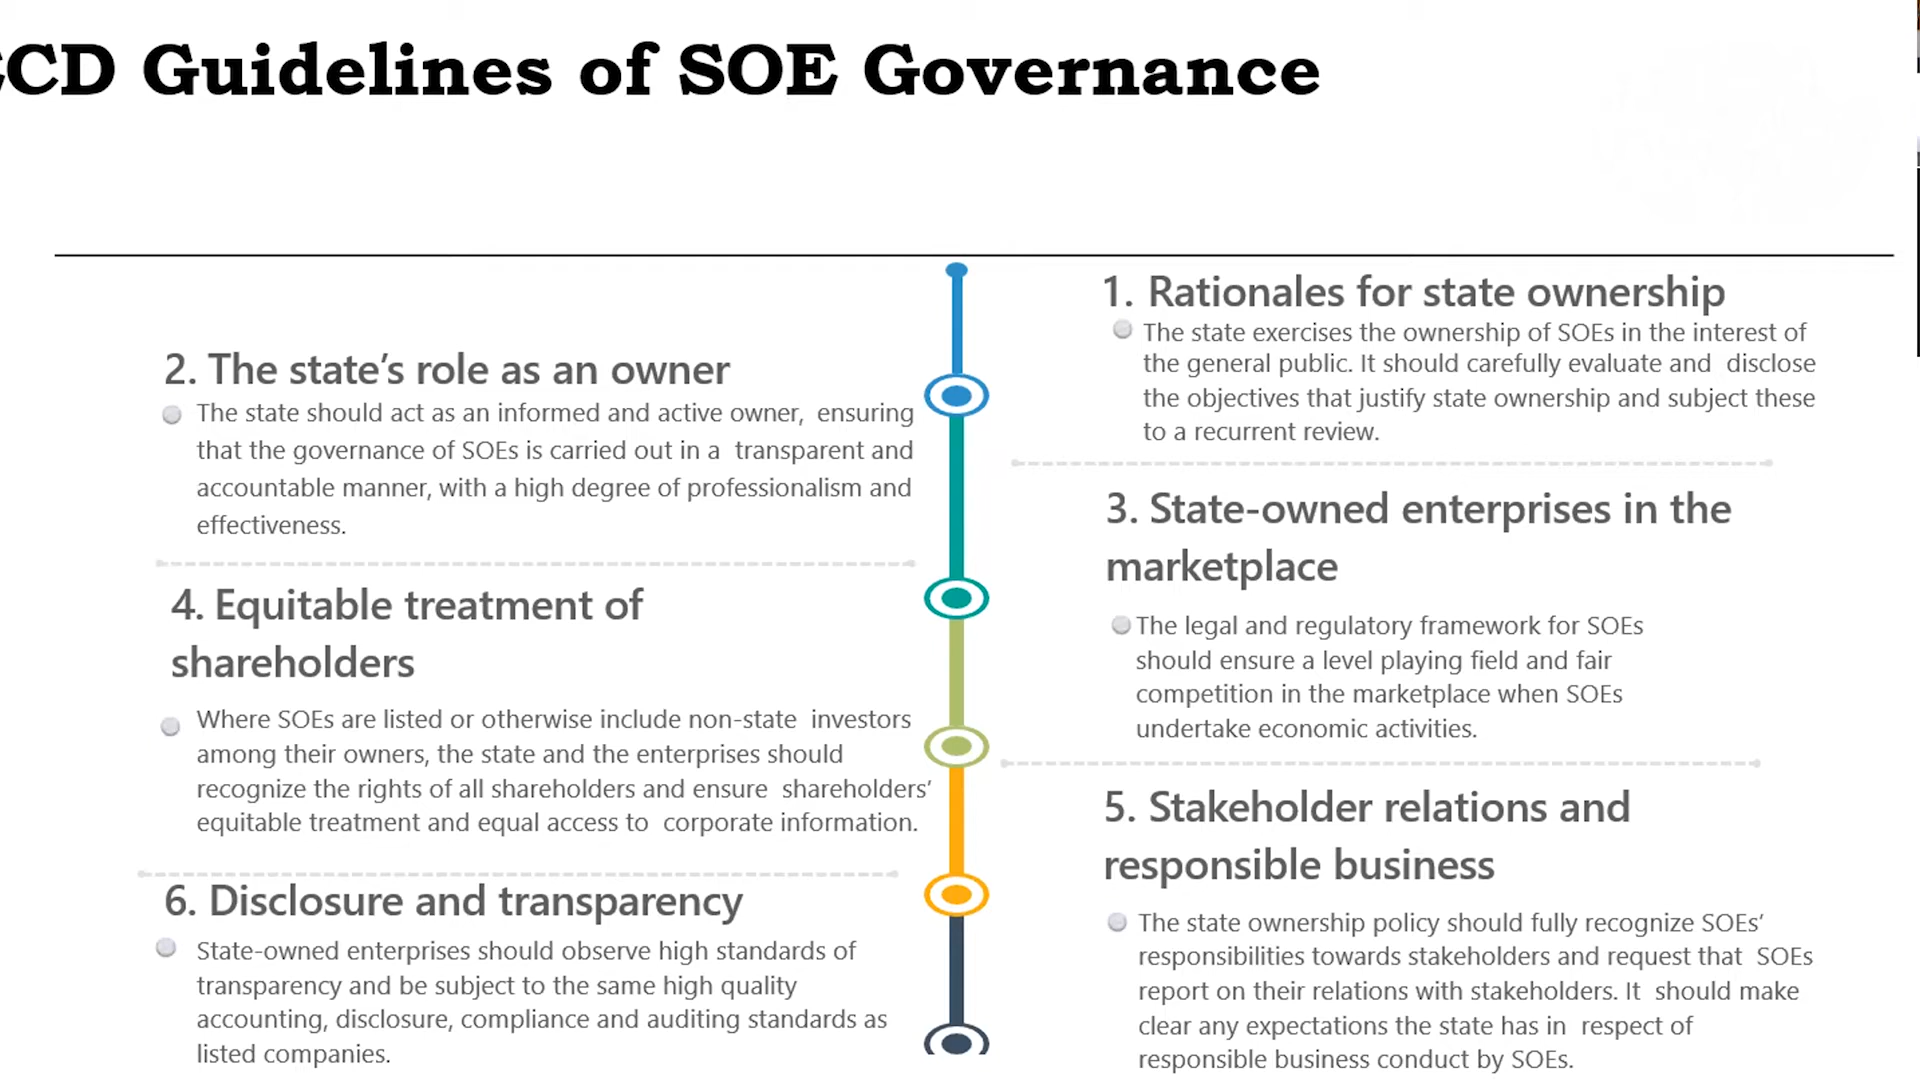 CD Guidelines of SOE Governance
1. Rationales for state ownership
The state exercises the ownership of SOEs in the interest of
the general public. It should carefully evaluate and disclose
the objectives that justify state ownership and subject these
to a recurrent review.
2. The state’s role as an owner
The state should act as an informed and active owner, ensuring
that the governance of SOEs is carried out in a transparent and
accountable manner, with a high degree of professionalism and
effectiveness.
3. State-owned enterprises in the
marketplace
The legal and regulatory framework for SOEs
should ensure a level playing field and fair
competition in the marketplace when SOEs
undertake economic activities.
4. Equitable treatment of
shareholders
Where SOEs are listed or otherwise include non-state investors
among their owners, the state and the enterprises should
recognize the rights of all shareholders and ensure shareholders’
equitable treatment and equal access to corporate information.
5. Stakeholder relations and
responsible business
The state ownership policy should fully recognize SOEs’
responsibilities towards stakeholders and request that SOEs
report on their relations with stakeholders. It should make
clear any expectations the state has in respect of
responsible business conduct by SOEs.
6. Disclosure and transparency
State-owned enterprises should observe high standards of
transparency and be subject to the same high quality
accounting, disclosure, compliance and auditing standards as
listed companies.